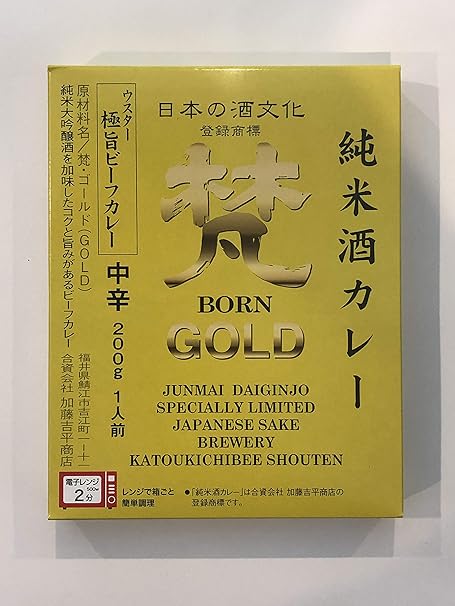 日本の酒文化
登録商標
純米酒カレー
梵
BORN
GOLD
JUNMAI DAIGINJO
SPECIALLY LIMITED
JAPANESE SAKE
BREWERY
KATOUKICHIBEE SHOUTEN
ウスター
極旨ビーフカレー
中辛 200g 1人前
原材料名/梵・ゴールド(GOLD)
純米大吟醸酒を加味したコクと旨みがあるビーフカレー
福井県鯖江市吉江町一ー十一
合資会社 加藤吉平商店
電子レンジ
500w
2分
レンジで箱ごと
簡単調理
●「純米酒カレー」は合資会社 加藤吉平商店の
登録商標です。